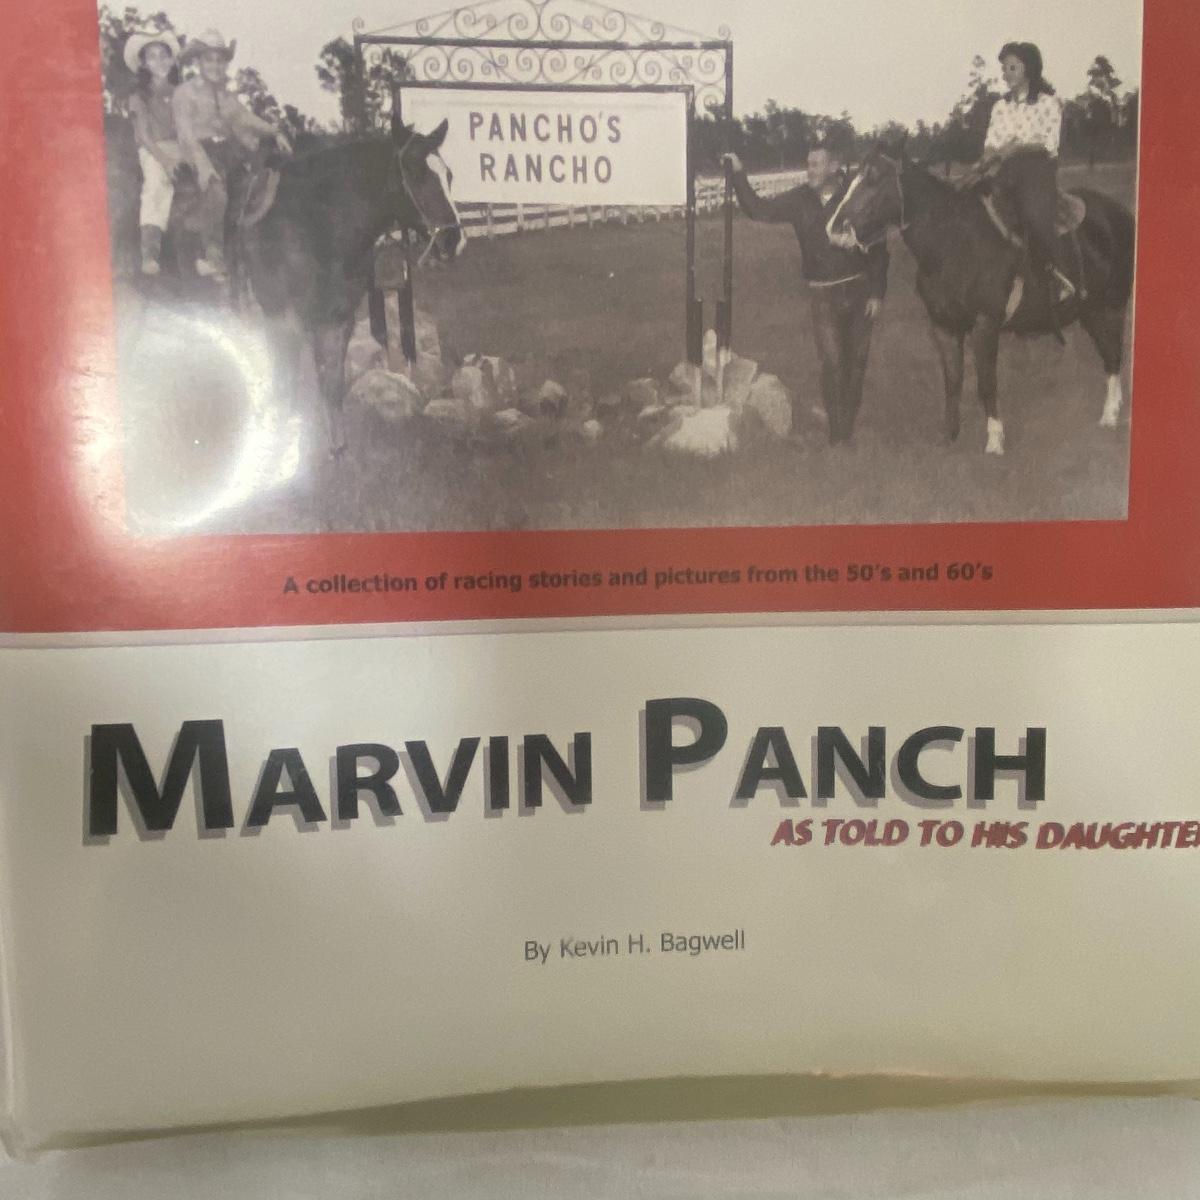 PANCHO'S
RANCHO
A collection of racing stories and pictures from the 50's and 60's
MARVIN PANCH
AS TOLD TO HIS DAUGHTE
By Kevin H. Bagwell